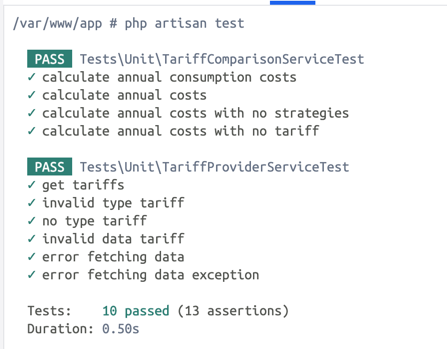 /var/www/app # php artisan test
PASS Tests\Unit\TariffComparisonServiceTest
✓ calculate annual consumption costs
✓ calculate annual costs
✓ calculate annual costs with no strategies
✓ calculate annual costs with no tariff
PASS Tests\Unit\TariffProviderServiceTest
✓ get tariffs
✓ invalid type tariff
✓ no type tariff
✓ invalid data tariff
✓ error fetching data
✓ error fetching data exception
Tests: 10 passed (13 assertions)
Duration: 0.50s